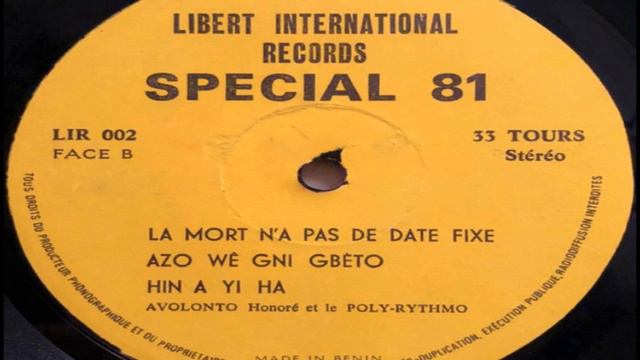 LIBERT INTERNATIONAL
RECORDS
SPECIAL 81
LIR 002
FACE B
33 TOURS
Stéréo
LA MORT N'A PAS DE DATE FIXE
AZO WÊ GNI GBÈTO
HIN A YI HA
AVOLONTO Honoré et le POLY-RYTHMO
TOUS DROITS DU PRODUCTEUR PHONOGRAPHIQUE ET DU PROPRIÉTAIRE
DUPLICATION, EXÉCUTION PUBLIQUE, RADIODIFFUSION INTERDITES
MADE IN BENIN